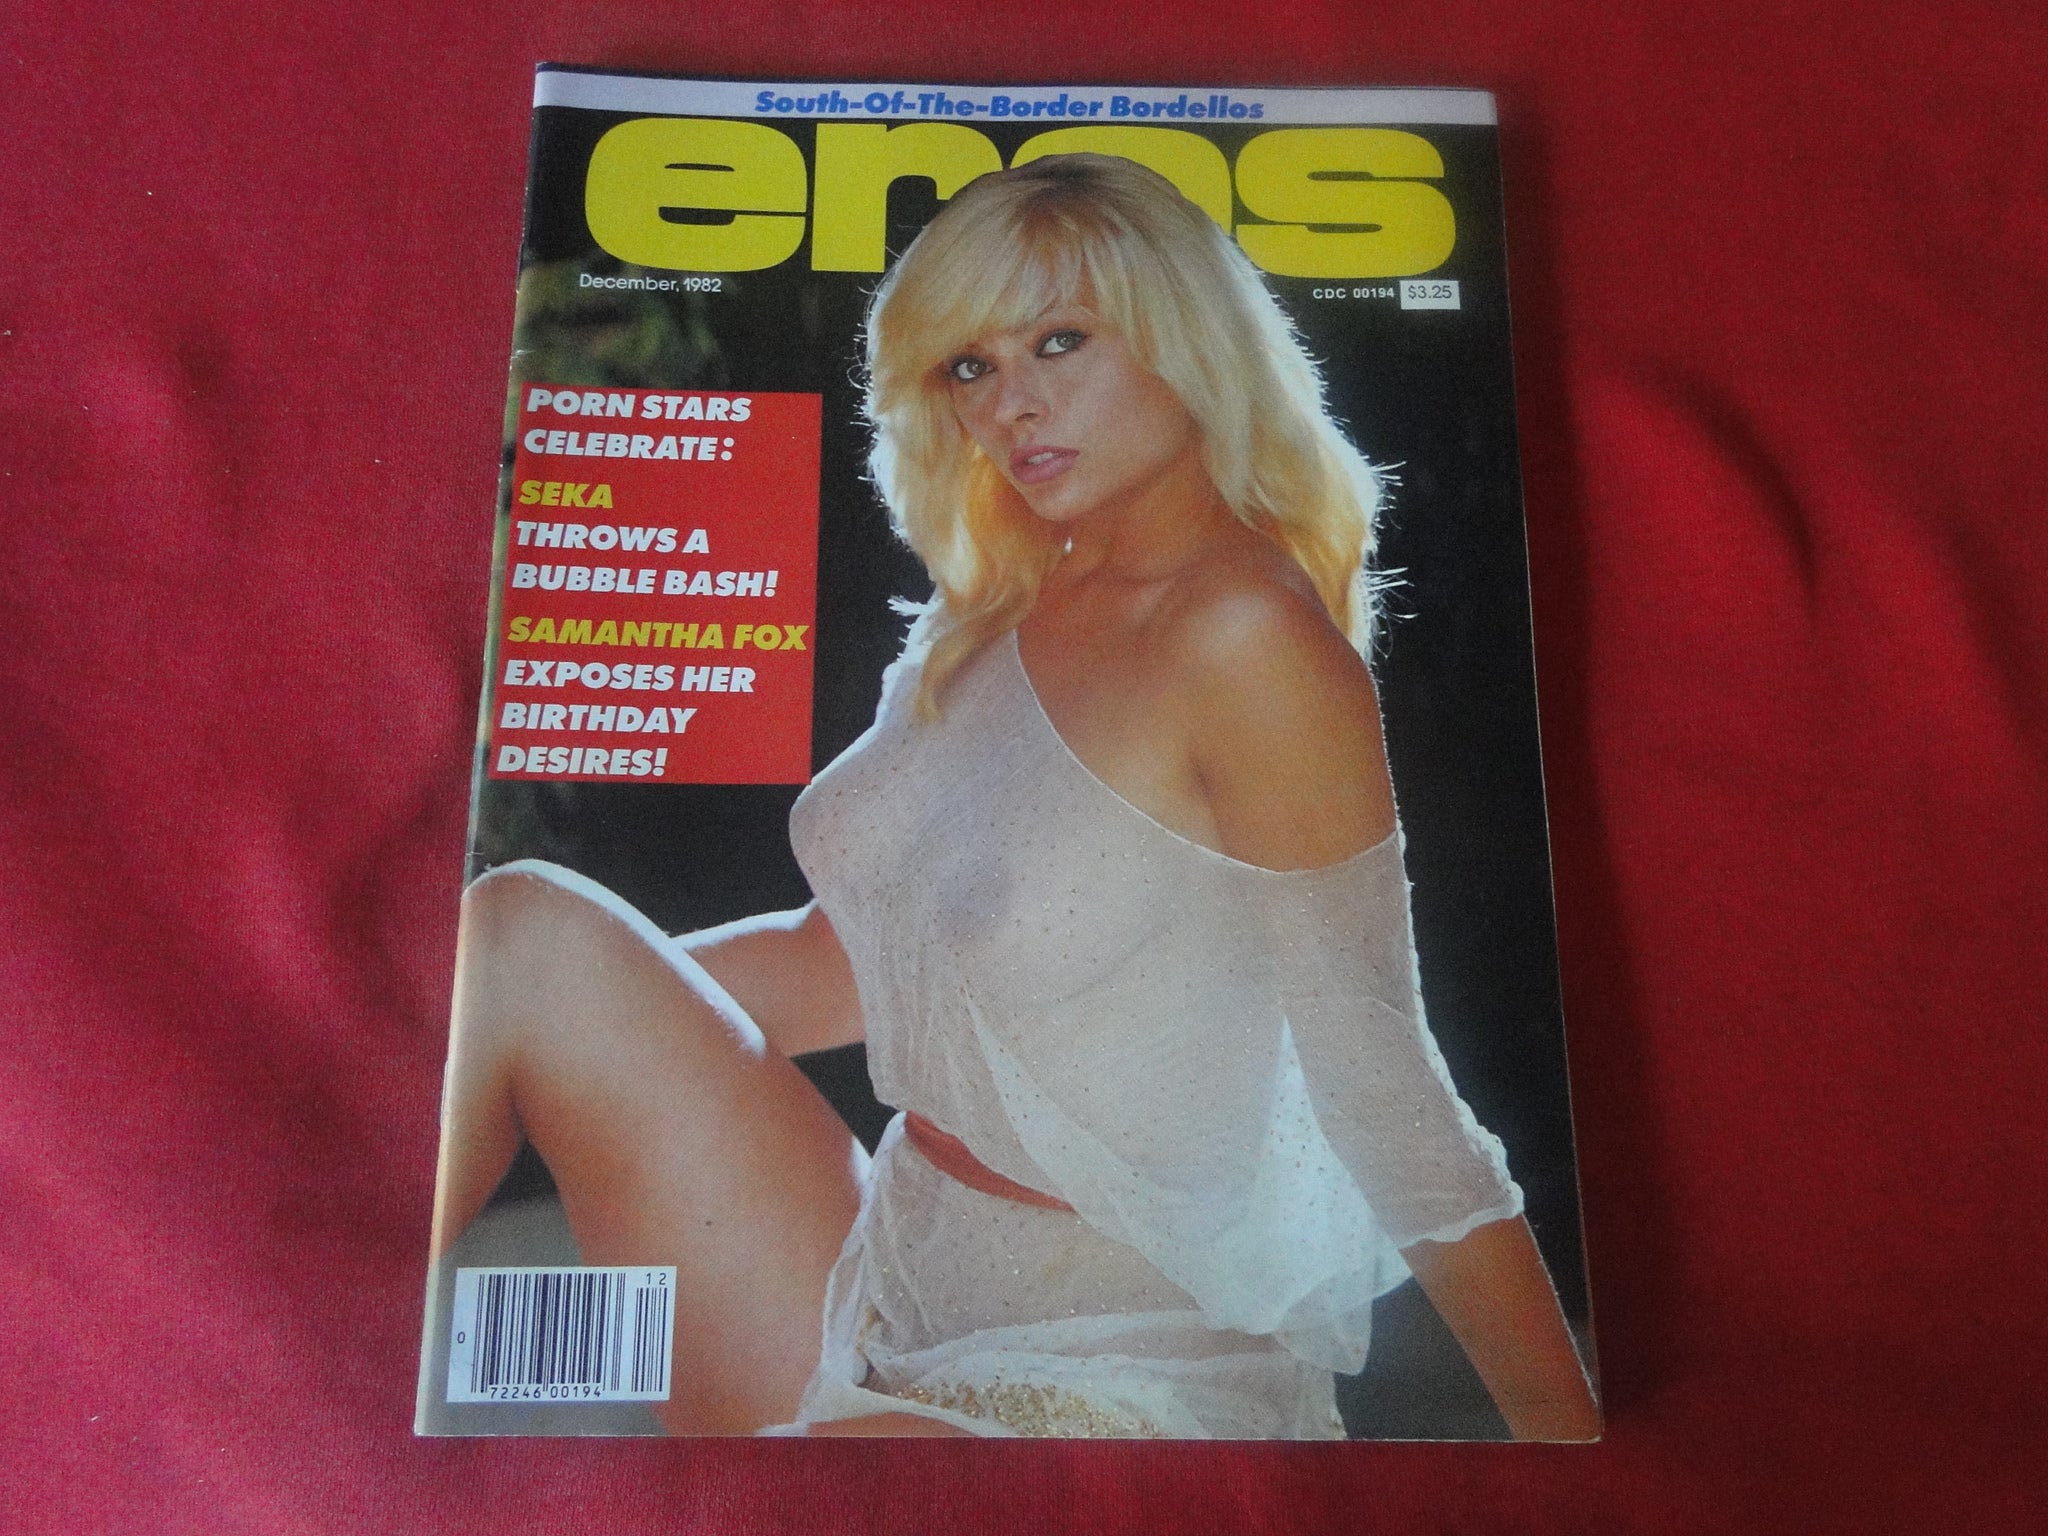 South-Of-The-Border Bordellos
eros
December, 1982
CDC 00194 $3.25
PORN STARS
CELEBRATE:
SEKA
THROWS A
BUBBLE BASH!
SAMANTHA FOX
EXPOSES HER
BIRTHDAY
DESIRES!
12
0
72246 00194